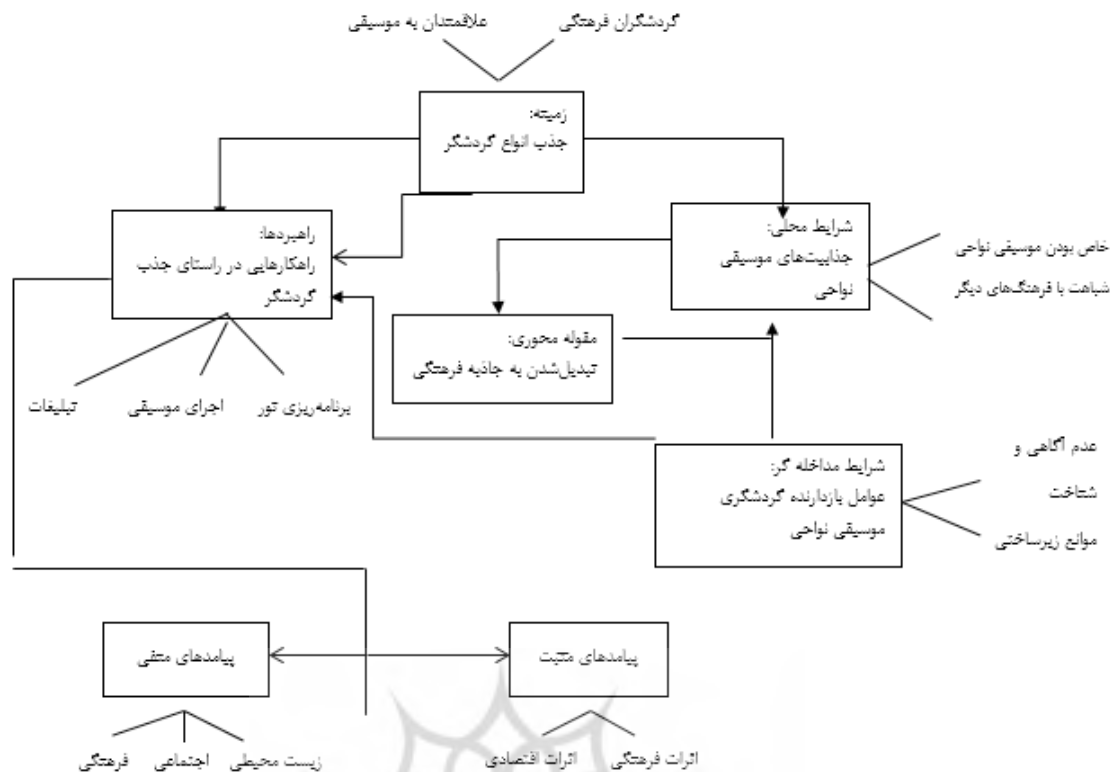 گردشگران فرهنگی
علاقمندان به موسیقی
زمینه:
جذب انواع گردشگر
شرایط محلی:
جذابیت‌های موسیقی
نواحی
خاص بودن موسیقی نواحی
شباهت با فرهنگ‌های دیگر
راهبردها:
راهکارهایی در راستای جذب
گردشگر
مقوله محوری:
تبدیل‌شدن به جاذبه فرهنگی
برنامه‌ریزی تور
اجرای موسیقی
تبلیغات
شرایط مداخله گر:
عوامل بازدارنده گردشگری
موسیقی نواحی
عدم آگاهی و
شناخت
موانع زیرساختی
پیامدهای مثبت
پیامدهای منفی
اثرات فرهنگی
اثرات اقتصادی
زیست محیطی
اجتماعی
فرهنگی